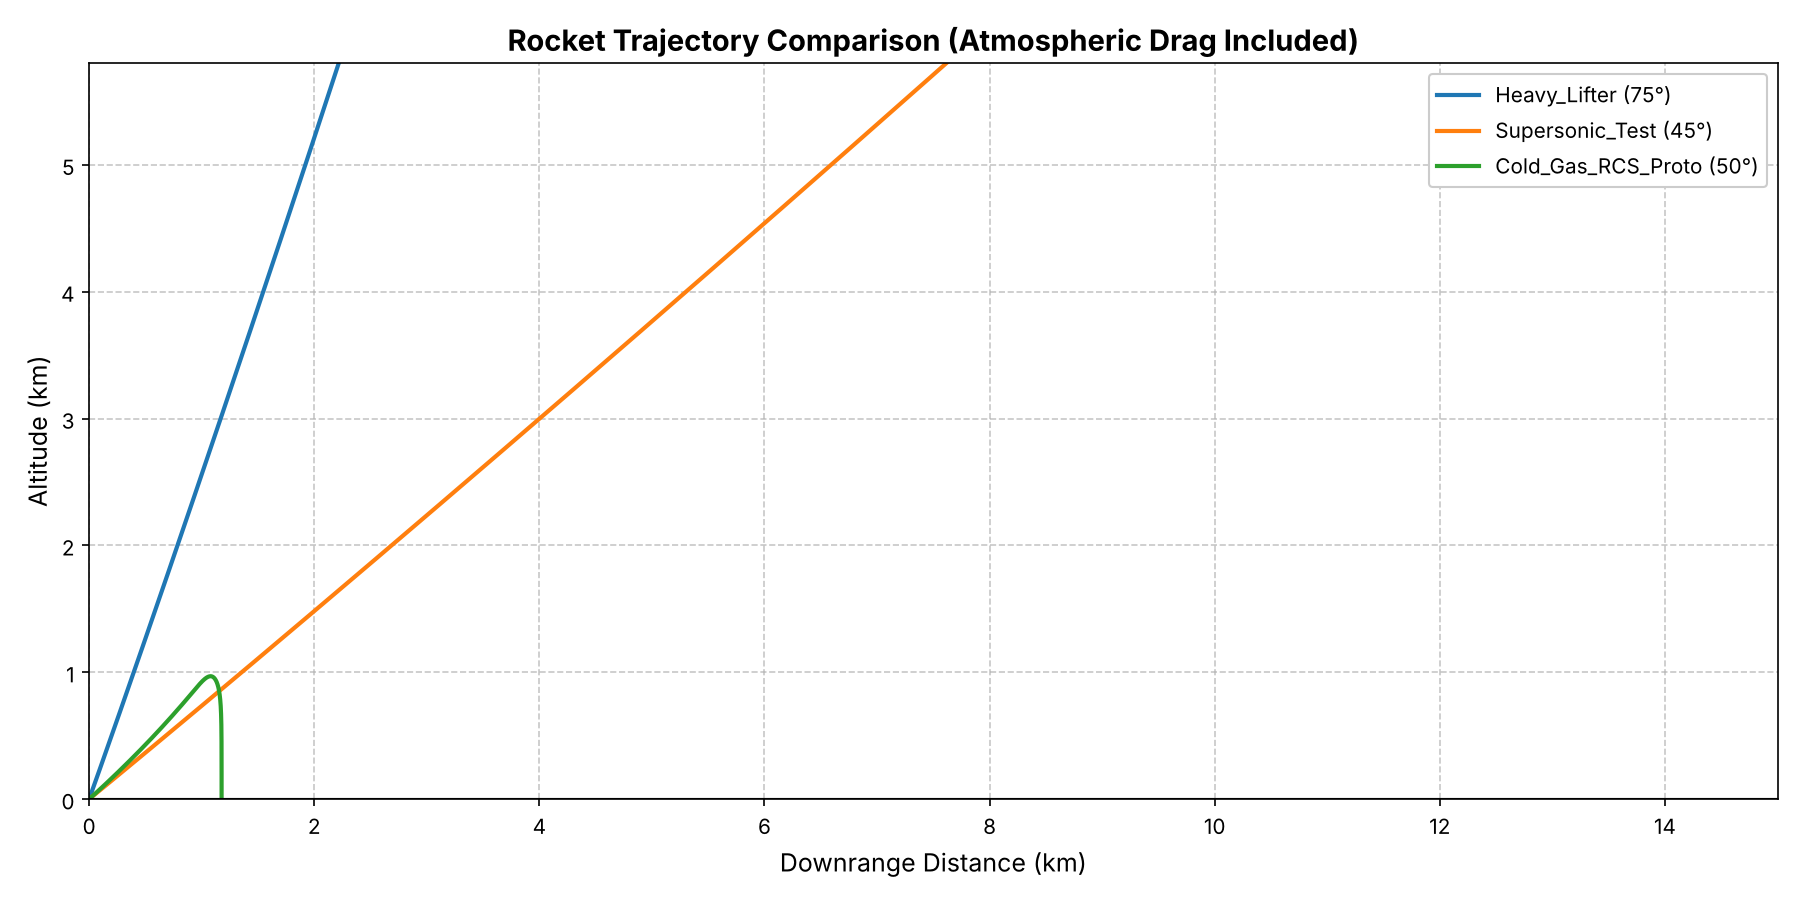 Rocket Trajectory Comparison (Atmospheric Drag Included)
Heavy_Lifter (75°)
Supersonic_Test (45°)
Cold_Gas_RCS_Proto (50°)
Altitude (km)
5
4
3
2
1
0
0 2 4 6 8 10 12 14
Downrange Distance (km)